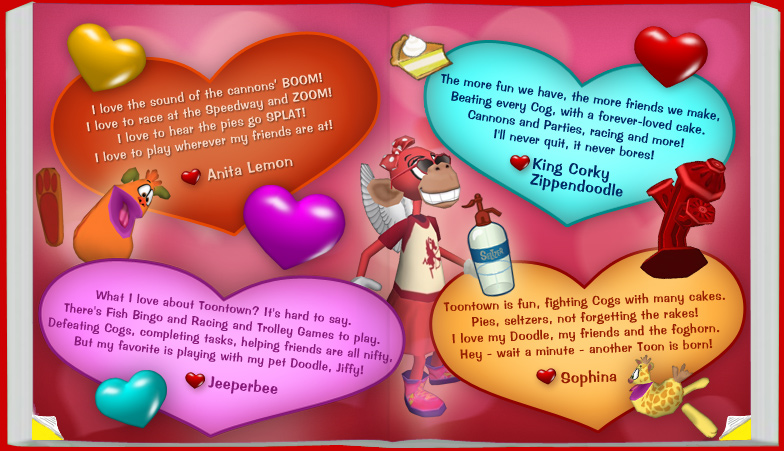 I love the sound of the cannons' BOOM!
I love to race at the Speedway and ZOOM!
I love to hear the pies go SPLAT!
I love to play wherever my friends are at!
Anita Lemon
The more fun we have, the more friends we make,
Beating every Cog, with a forever-loved cake.
Cannons and Parties, racing and more!
I'll never quit, it never bores!
King Corky
Zippendoodle
Seltzer
What I love about Toontown? It's hard to say.
There's Fish Bingo and Racing and Trolley Games to play.
Defeating Cogs, completing tasks, helping friends are all nifty,
But my favorite is playing with my pet Doodle, Jiffy!
Jeeperbee
Toontown is fun, fighting Cogs with many cakes.
Pies, seltzers, not forgetting the rakes!
I love my Doodle, my friends and the foghorn.
Hey - wait a minute - another Toon is born!
Sophina